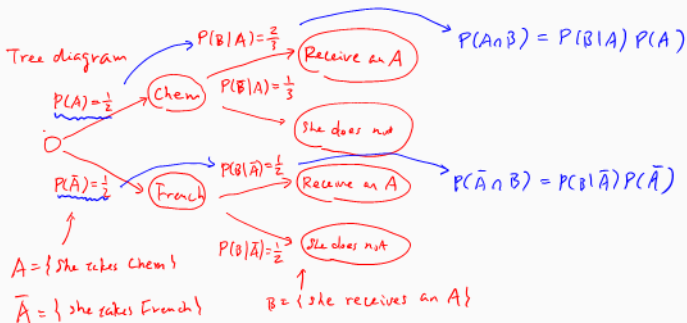 P(B|A)=2/3
P(A∩B) = P(B|A) P(A)
Tree diagram
Receive an A
P(A)=1/2
Chem
P(B̄|A)=1/3
She does not
P(Ā)=1/2
French
P(B|Ā)=1/2
Receive an A
P(Ā∩B) = P(B|Ā) P(Ā)
P(B|Ā)=1/2
She does not
A = { She takes Chem }
B = { she receives an A }
Ā = { she takes French }